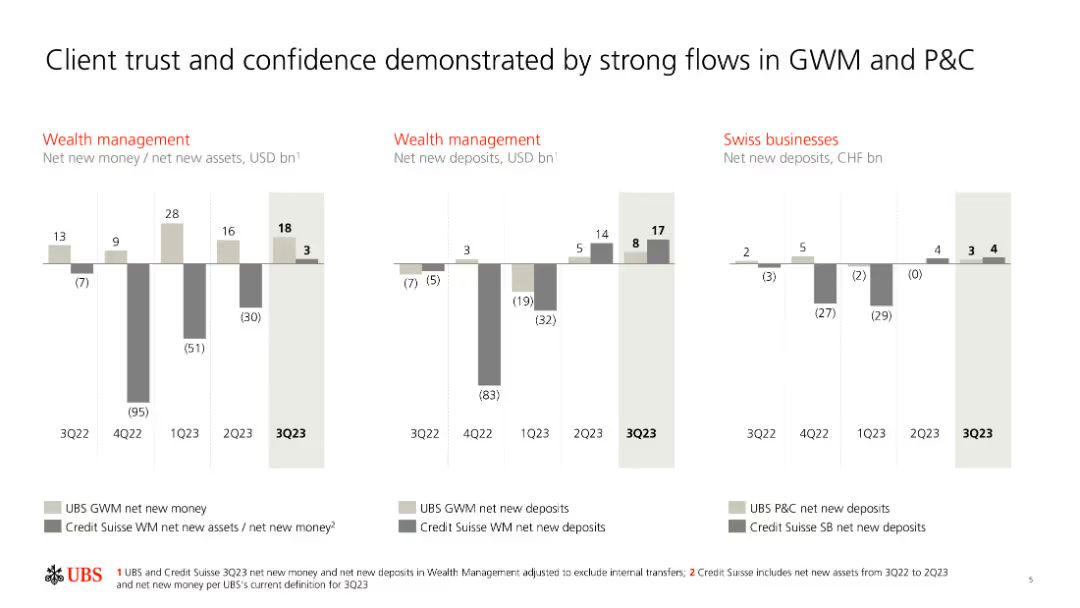 Client trust and confidence demonstrated by strong flows in GWM and P&C
Wealth management
Net new money / net new assets, USD bn1
13
(7)
9
(95)
28
(51)
16
(30)
18
3
3Q22
4Q22
1Q23
2Q23
3Q23
UBS GWM net new money
Credit Suisse WM net new assets / net new money2
Wealth management
Net new deposits, USD bn1
(7)
(5)
3
(83)
(19)
(32)
5
14
8
17
3Q22
4Q22
1Q23
2Q23
3Q23
UBS GWM net new deposits
Credit Suisse WM net new deposits
Swiss businesses
Net new deposits, CHF bn
2
(3)
5
(27)
(2)
(29)
(0)
4
3
4
3Q22
4Q22
1Q23
2Q23
3Q23
UBS P&C net new deposits
Credit Suisse SB net new deposits
UBS
1 UBS and Credit Suisse 3Q23 net new money and net new deposits in Wealth Management adjusted to exclude internal transfers; 2 Credit Suisse includes net new assets from 3Q22 to 2Q23
and net new money per UBS's current definition for 3Q23
5